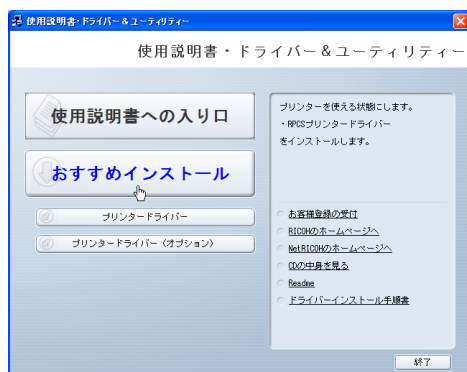 使用説明書・ドライバー＆ユーティリティー
使用説明書・ドライバー＆ユーティリティー
使用説明書への入り口
おすすめインストール
プリンタードライバー
プリンタードライバー（オプション）
プリンターを使える状態にします。
・RPCSプリンタードライバー
をインストールします。
お客様登録の受付
RICOHのホームページへ
NetRICOHのホームページへ
CDの中身を見る
Readme
ドライバーインストール手順書
終了